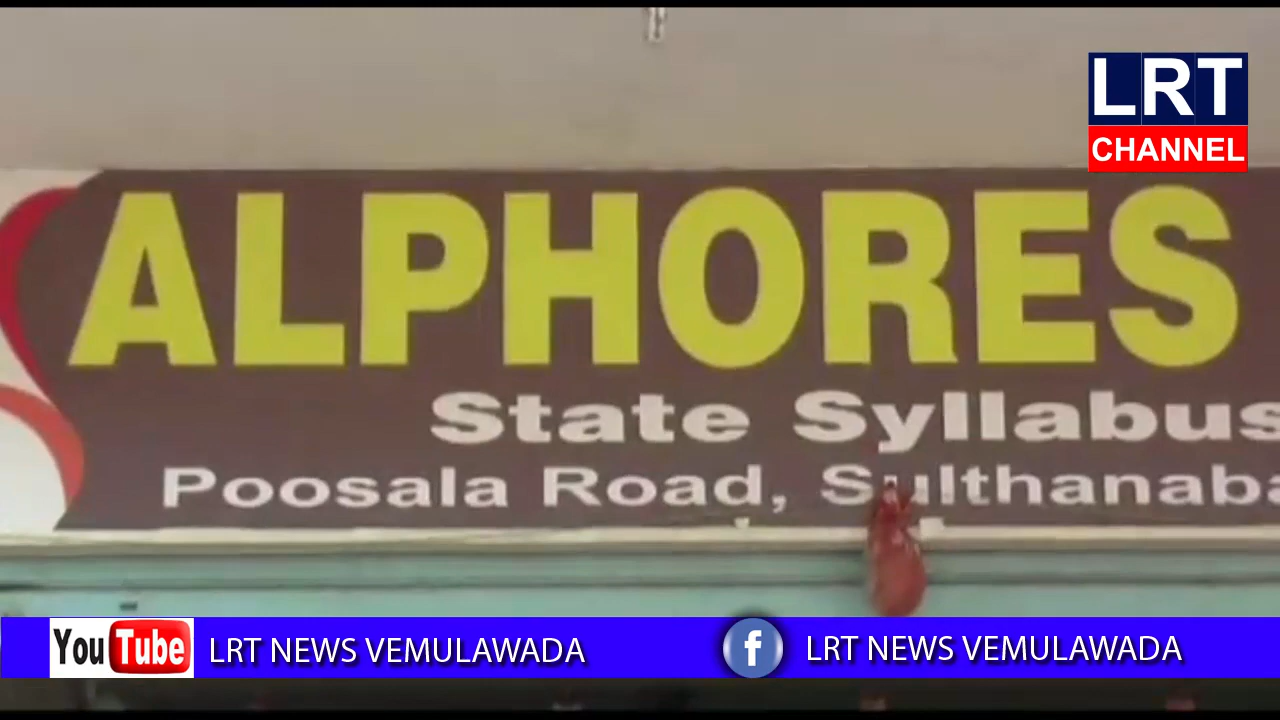 LRT
CHANNEL
ALPHORES
State Syllabus
Poosala Road, Sulthanaba
YouTube LRT NEWS VEMULAWADA
f LRT NEWS VEMULAWADA